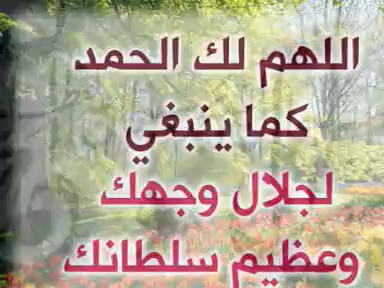 اللهم لك الحمد
كما ينبغي
لجلال وجهك
وعظيم سلطانك